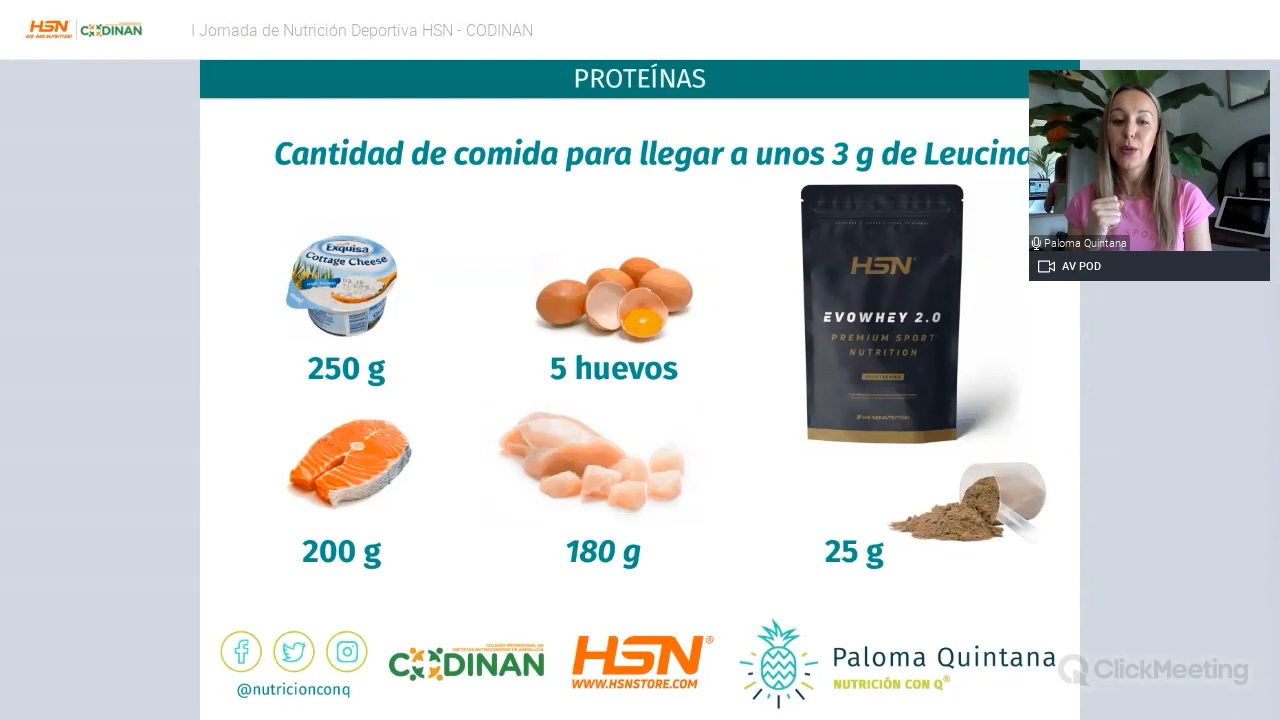 HSN
CODINAN
I Jornada de Nutrición Deportiva HSN - CODINAN
PROTEÍNAS
Cantidad de comida para llegar a unos 3 g de Leucina
Paloma Quintana
AV POD
Exquisa
Cottage Cheese
HSN
EVOWHEY 2.0
PREMIUM SPORT
NUTRITION
250 g
5 huevos
200 g
180 g
25 g
@nutricionconq
CODINAN
HSN®
WWW.HSNSTORE.COM
Paloma Quintana
NUTRICIÓN CON Q®
ClickMeeting